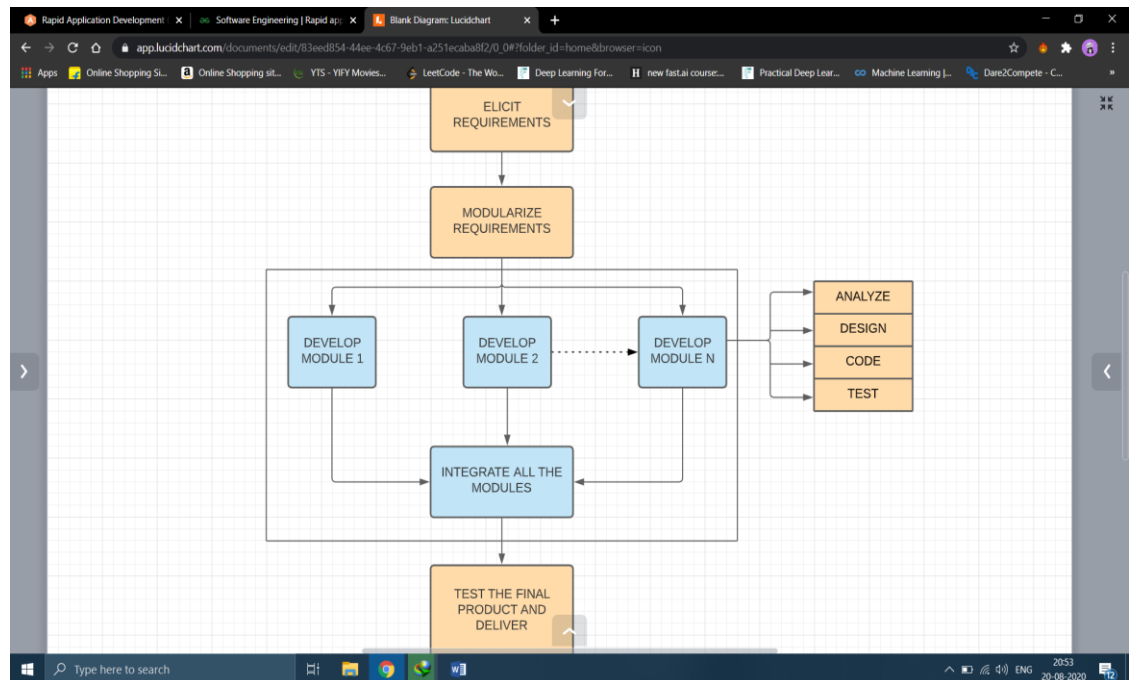 Rapid Application Development
Software Engineering | Rapid ap
Blank Diagram: Lucidchart
app.lucidchart.com/documents/edit/83eed854-44ee-4c67-9eb1-a251ecaba8f2/0_0#?folder_id=home&browser=icon
Apps
Online Shopping Si...
Online Shopping sit...
YTS - YIFY Movies...
LeetCode - The Wo...
Deep Learning For...
new fast.ai course:...
Practical Deep Lear...
Machine Learning |...
Dare2Compete - C...
ELICIT
REQUIREMENTS
MODULARIZE
REQUIREMENTS
DEVELOP
MODULE 1
DEVELOP
MODULE 2
DEVELOP
MODULE N
ANALYZE
DESIGN
CODE
TEST
INTEGRATE ALL THE
MODULES
TEST THE FINAL
PRODUCT AND
DELIVER
Type here to search
ENG
20:53
20-08-2020
12